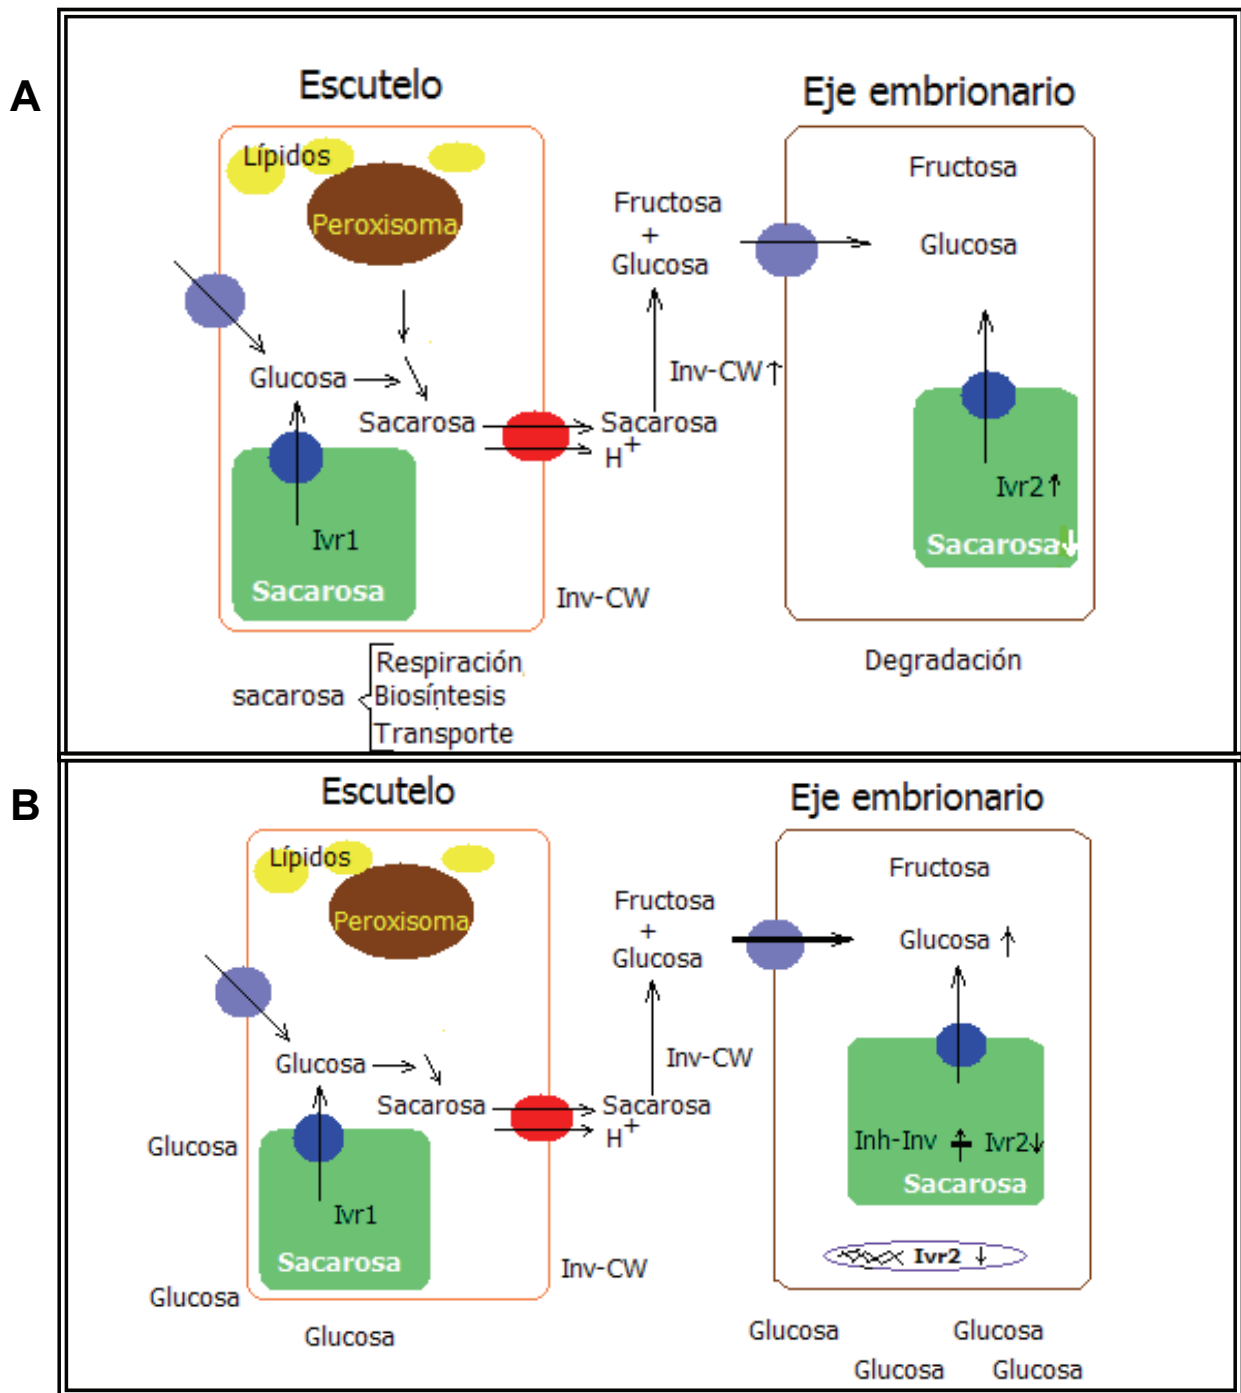 A
Escutelo
Eje embrionario
Lípidos
Peroxisoma
Fructosa
+
Glucosa
Fructosa
Glucosa
Glucosa
Sacarosa
Sacarosa
H+
Inv-CW↑
Ivr1
Sacarosa
Inv-CW
Ivr2↑
Sacarosa↓
sacarosa
Respiración
Biosíntesis
Transporte
Degradación
B
Escutelo
Eje embrionario
Lípidos
Peroxisoma
Fructosa
+
Glucosa
Fructosa
Glucosa ↑
Glucosa
Sacarosa
Sacarosa
H+
Inv-CW
Glucosa
Ivr1
Sacarosa
Inv-CW
Inh-Inv Ivr2↓
Sacarosa
Ivr2 ↓
Glucosa
Glucosa
Glucosa
Glucosa
Glucosa
Glucosa